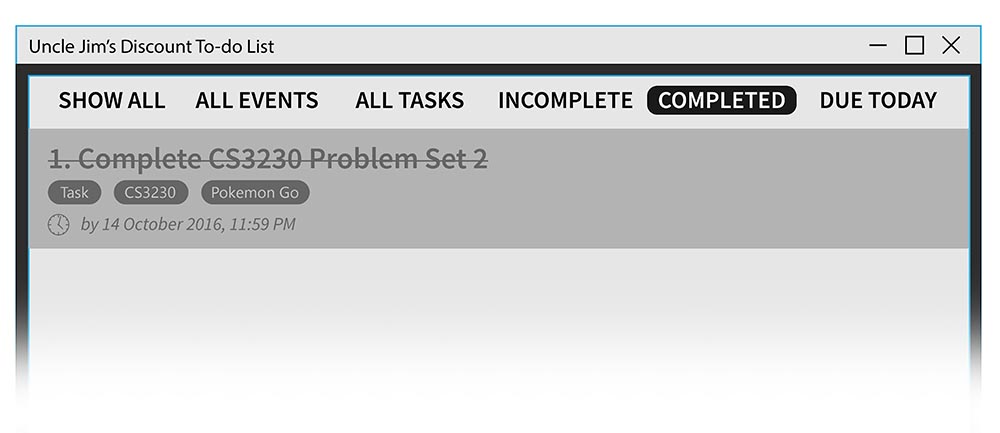 Uncle Jim's Discount To-do List
SHOW ALL ALL EVENTS ALL TASKS INCOMPLETE COMPLETED DUE TODAY
1. Complete CS3230 Problem Set 2
Task CS3230 Pokemon Go
by 14 October 2016, 11:59 PM